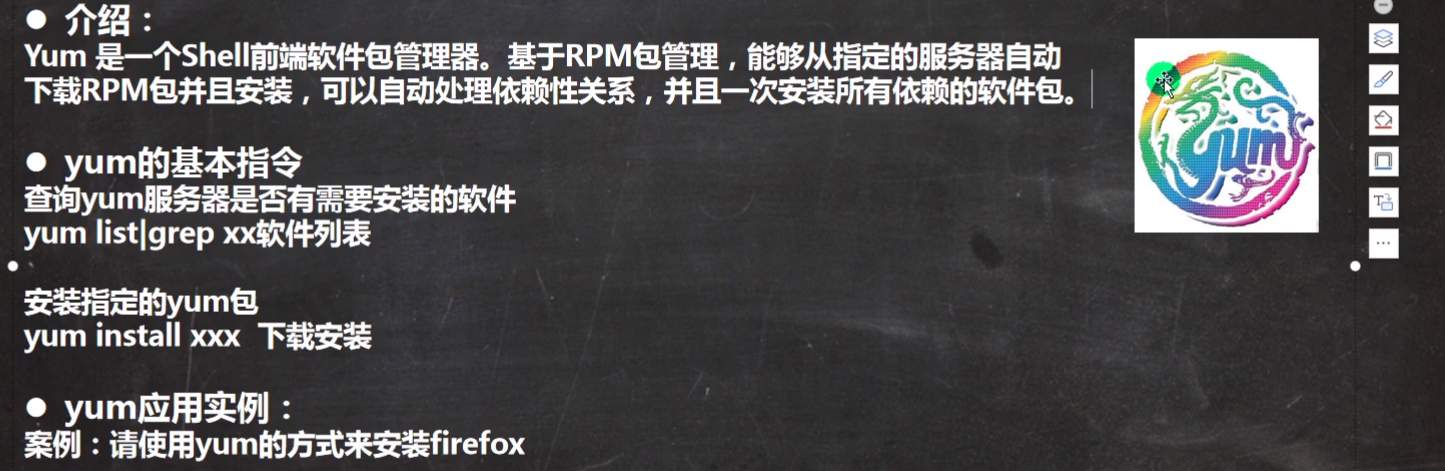 ● 介绍：
Yum 是一个Shell前端软件包管理器。基于RPM包管理，能够从指定的服务器自动
下载RPM包并且安装，可以自动处理依赖性关系，并且一次安装所有依赖的软件包。
yum
● yum的基本指令
查询yum服务器是否有需要安装的软件
yum list|grep xx软件列表
安装指定的yum包
yum install xxx 下载安装
● yum应用实例：
案例：请使用yum的方式来安装firefox